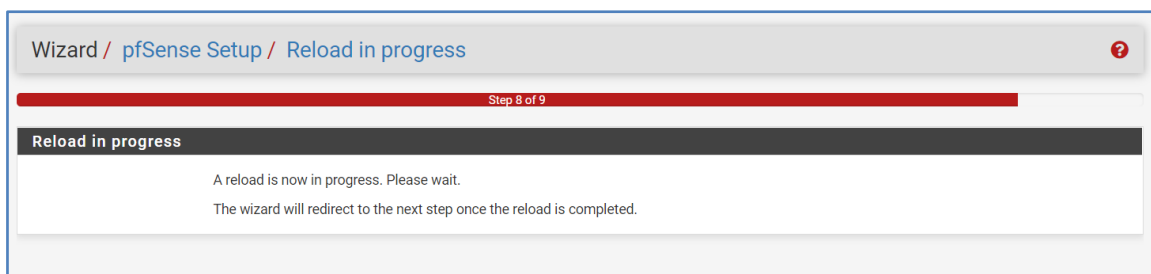 Wizard / pfSense Setup / Reload in progress
Step 8 of 9
Reload in progress
A reload is now in progress. Please wait.
The wizard will redirect to the next step once the reload is completed.